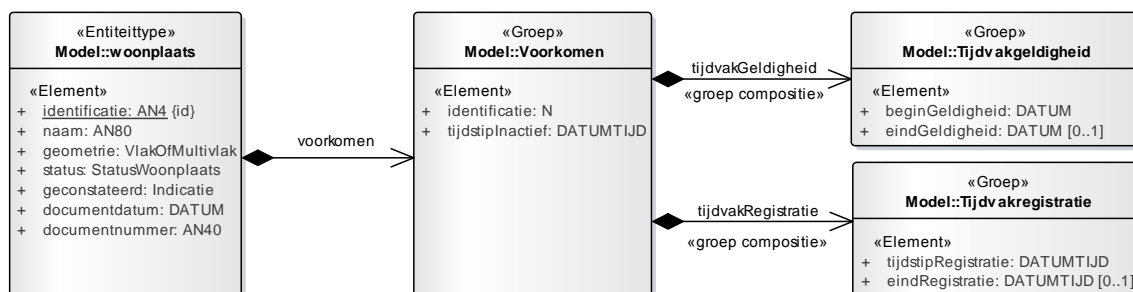 «Entiteittype»
Model::woonplaats
«Element»
+ identificatie: AN4 {id}
+ naam: AN80
+ geometrie: VlakOfMultivlak
+ status: StatusWoonplaats
+ geconstateerd: Indicatie
+ documentdatum: DATUM
+ documentnummer: AN40
voorkomen
«Groep»
Model::Voorkomen
«Element»
+ identificatie: N
+ tijdstipInactief: DATUMTIJD
tijdvakGeldigheid
«groep compositie»
«Groep»
Model::Tijdvakgeldigheid
«Element»
+ beginGeldigheid: DATUM
+ eindGeldigheid: DATUM [0..1]
tijdvakRegistratie
«groep compositie»
«Groep»
Model::Tijdvakregistratie
«Element»
+ tijdstipRegistratie: DATUMTIJD
+ eindRegistratie: DATUMTIJD [0..1]